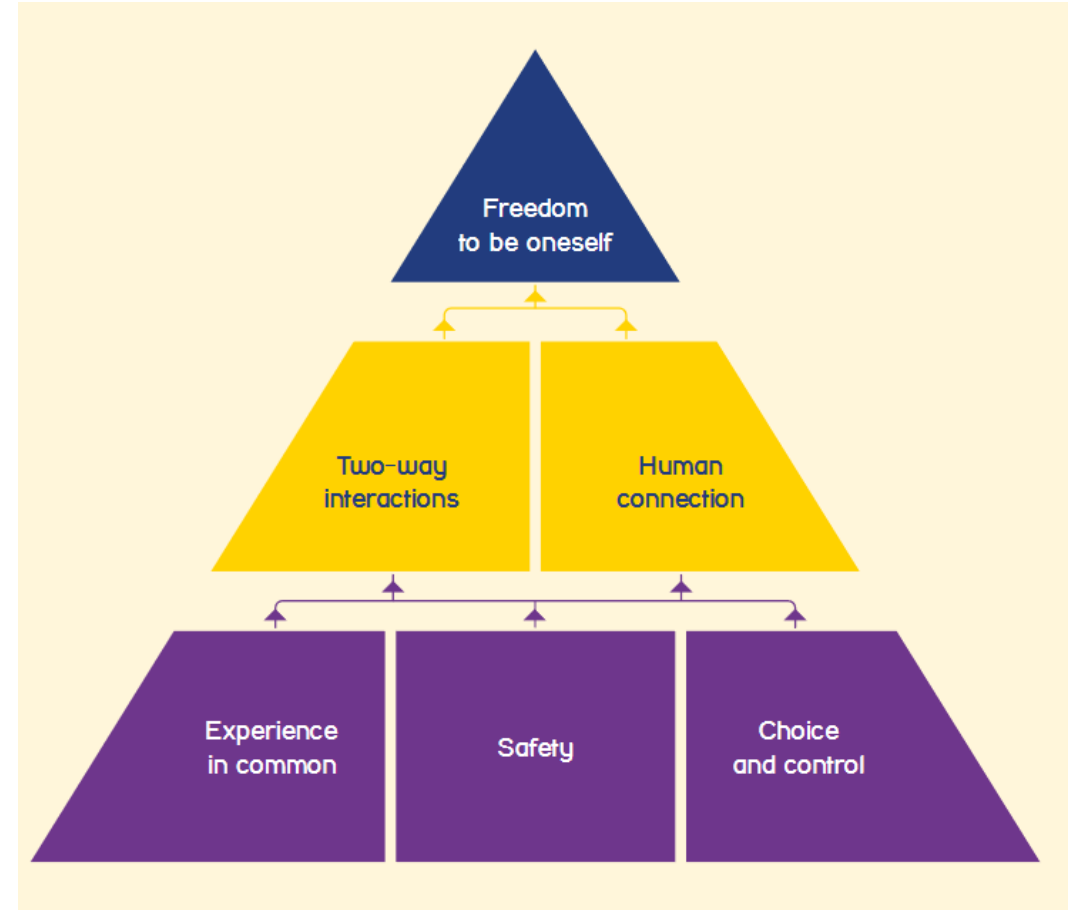 Freedom
to be oneself
Two-way
interactions
Human
connection
Experience
in common
Safety
Choice
and control